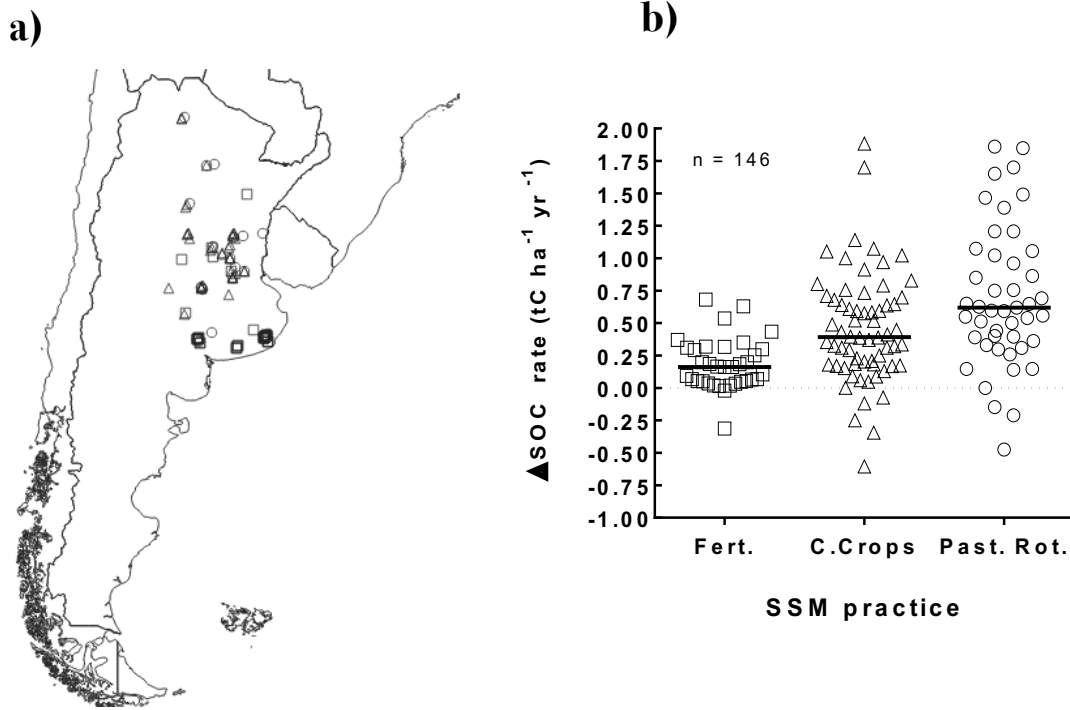 a)
b)
▲SOC rate (tC ha⁻¹ yr⁻¹)
2.00
1.75
1.50
1.25
1.00
0.75
0.50
0.25
0.00
-0.25
-0.50
-0.75
-1.00
n = 146
Fert. C.Crops Past. Rot.
SSM practice